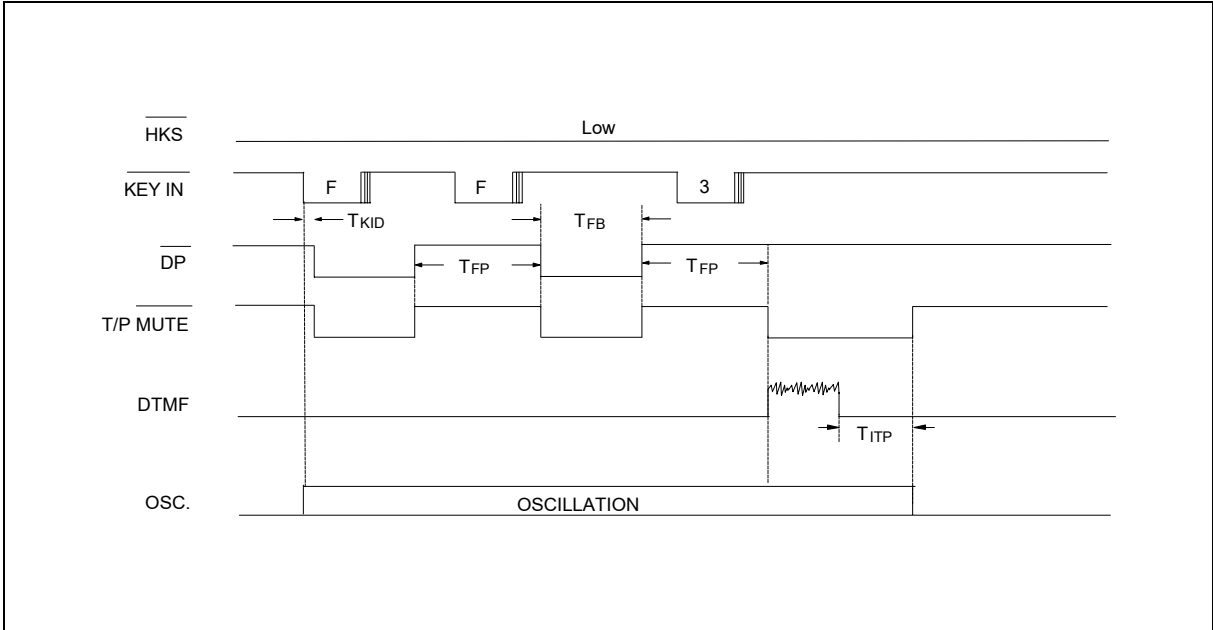 HKS
Low
KEY IN
F
F
3
TKID
TFB
DP
TFP
TFP
T/P MUTE
DTMF
TITP
OSC.
OSCILLATION